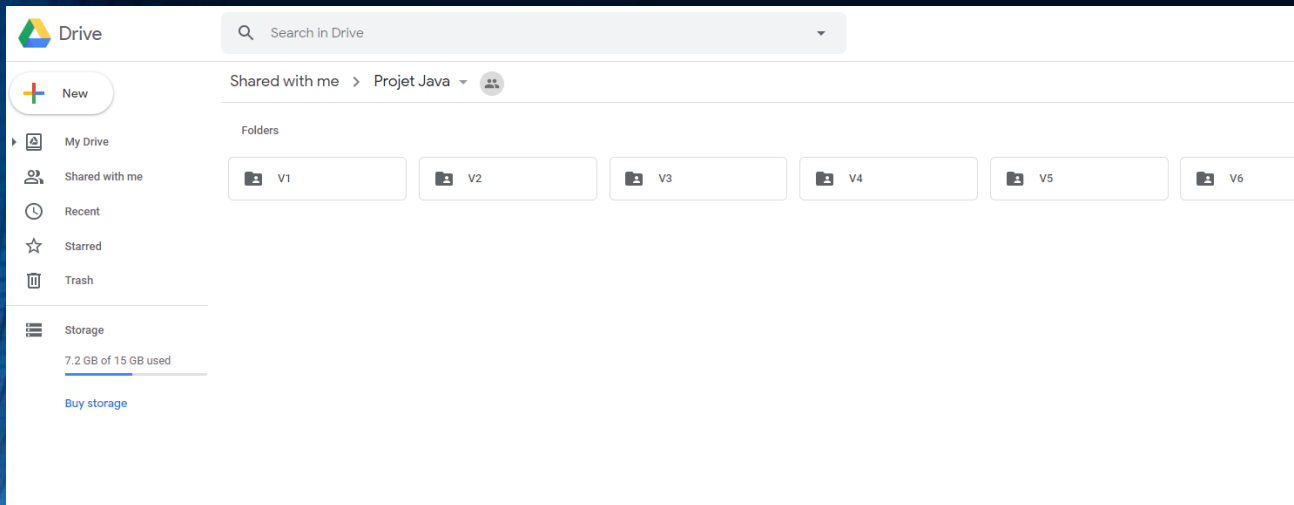 Drive
Search in Drive
New
Shared with me > Projet Java
My Drive
Folders
Shared with me
V1 V2 V3 V4 V5 V6
Recent
Starred
Trash
Storage
7.2 GB of 15 GB used
Buy storage